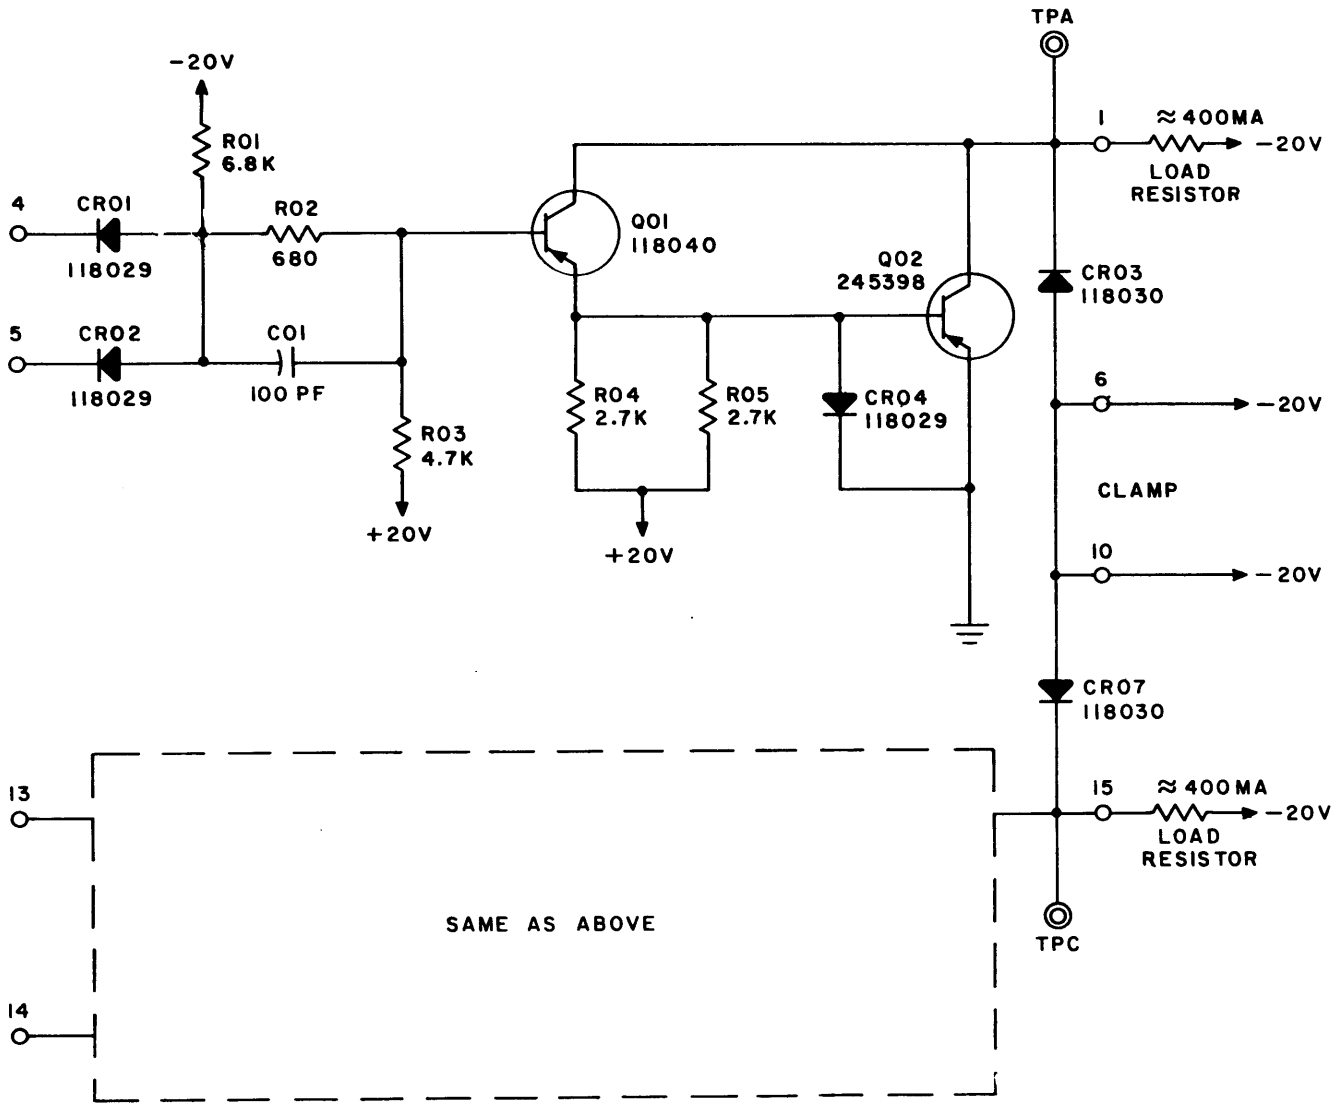 TPA
-20V
R01
6.8K
4
CR01
118029
R02
680
5
CR02
118029
C01
100 PF
R03
4.7K
+20V
Q01
118040
R04
2.7K
R05
2.7K
+20V
CR04
118029
Q02
245398
1
≈400MA
-20V
LOAD
RESISTOR
CR03
118030
6
-20V
CLAMP
10
-20V
CR07
118030
15
≈400MA
-20V
LOAD
RESISTOR
TPC
13
14
SAME AS ABOVE